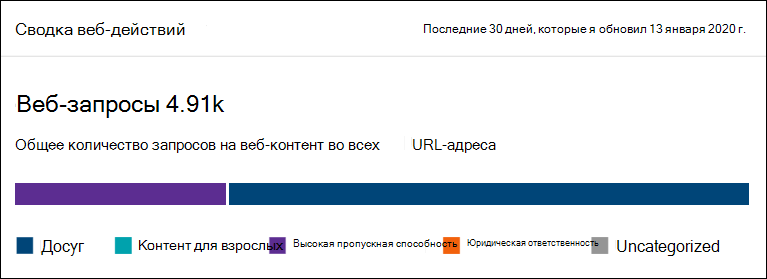 Сводка веб-действий Последние 30 дней, которые я обновил 13 января 2020 г.
Веб-запросы 4.91k
Общее количество запросов на веб-контент во всех URL-адреса
Досуг Контент для взрослых Высокая пропускная способность Юридическая ответственность Uncategorized